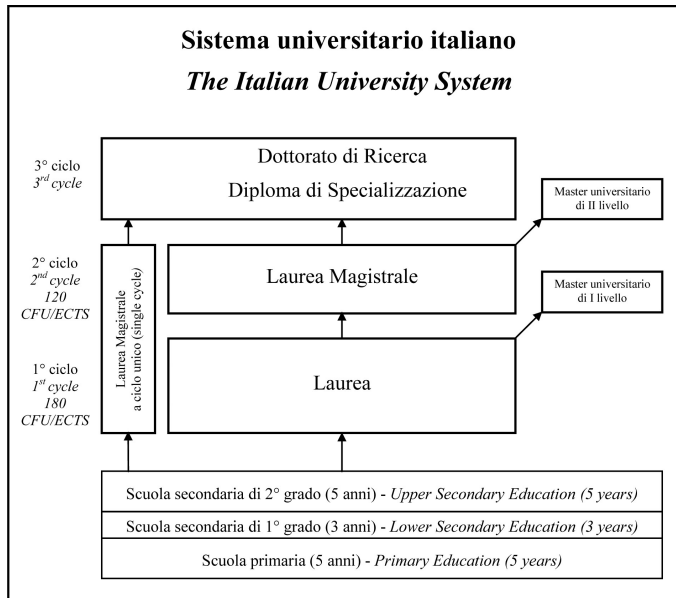 Sistema universitario italiano
The Italian University System
3° ciclo
3rd cycle
Dottorato di Ricerca
Diploma di Specializzazione
Master universitario
di II livello
2° ciclo
2nd cycle
120
CFU/ECTS
Laurea Magistrale
a ciclo unico (single cycle)
Laurea Magistrale
Master universitario
di I livello
1° ciclo
1st cycle
180
CFU/ECTS
Laurea
Scuola secondaria di 2° grado (5 anni) - Upper Secondary Education (5 years)
Scuola secondaria di 1° grado (3 anni) - Lower Secondary Education (3 years)
Scuola primaria (5 anni) - Primary Education (5 years)